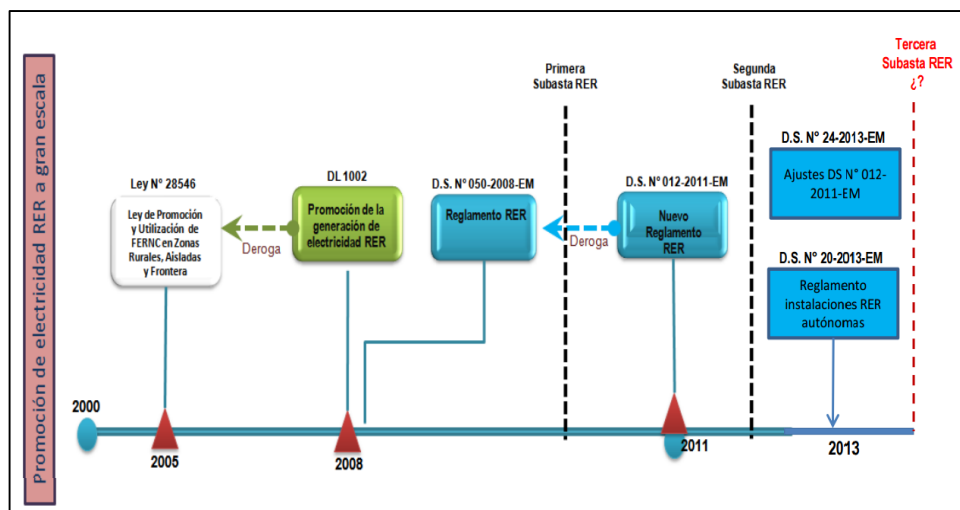 Promoción de electricidad RER a gran escala
Primera
Subasta RER
Segunda
Subasta RER
Tercera
Subasta RER
¿?
Ley N° 28546
Ley de Promoción
y Utilización de
FERNC en Zonas
Rurales, Aisladas
y Frontera
Deroga
DL 1002
Promoción de la
generación de
electricidad RER
D.S. N° 050-2008-EM
Reglamento RER
Deroga
D.S. N° 012-2011-EM
Nuevo
Reglamento
RER
D.S. N° 24-2013-EM
Ajustes DS N° 012-
2011-EM
D.S. N° 20-2013-EM
Reglamento
instalaciones RER
autónomas
2000
2005
2008
2011
2013